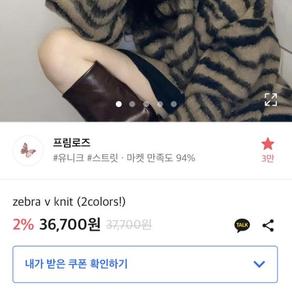 프림로즈
#유니크 #스트릿 · 마켓 만족도 94%
3만
zebra v knit (2colors!)
2% 36,700원 37,700원
TALK
내가 받은 쿠폰 확인하기